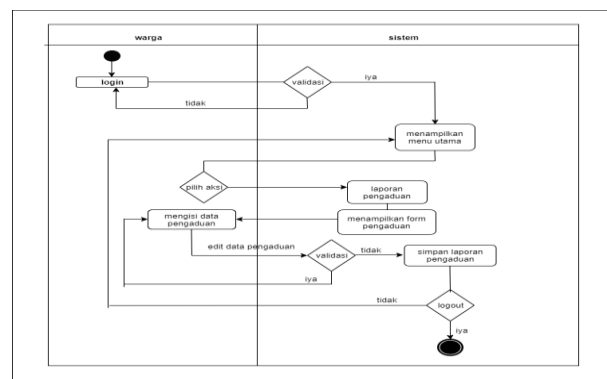 warga
sistem
login
validasi
iya
tidak
menampilkan
menu utama
pilih aksi
laporan
pengaduan
mengisi data
pengaduan
menampilkan form
pengaduan
edit data pengaduan
validasi
tidak
simpan laporan
pengaduan
iya
tidak
logout
iya